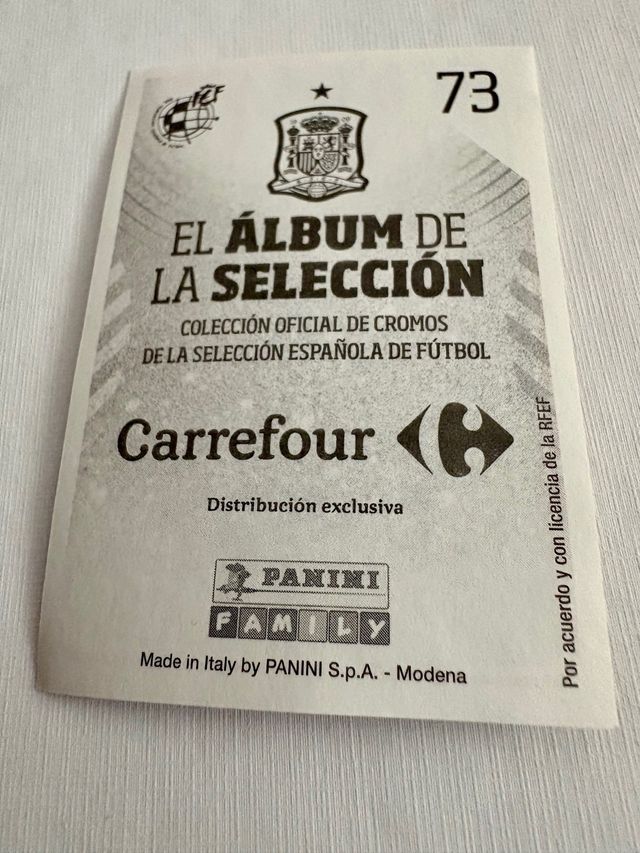 RFEF
73
EL ÁLBUM DE
LA SELECCIÓN
COLECCIÓN OFICIAL DE CROMOS
DE LA SELECCIÓN ESPAÑOLA DE FÚTBOL
Carrefour
Distribución exclusiva
PANINI
FAMILY
Made in Italy by PANINI S.p.A. - Modena
Por acuerdo y con licencia de la RFEF